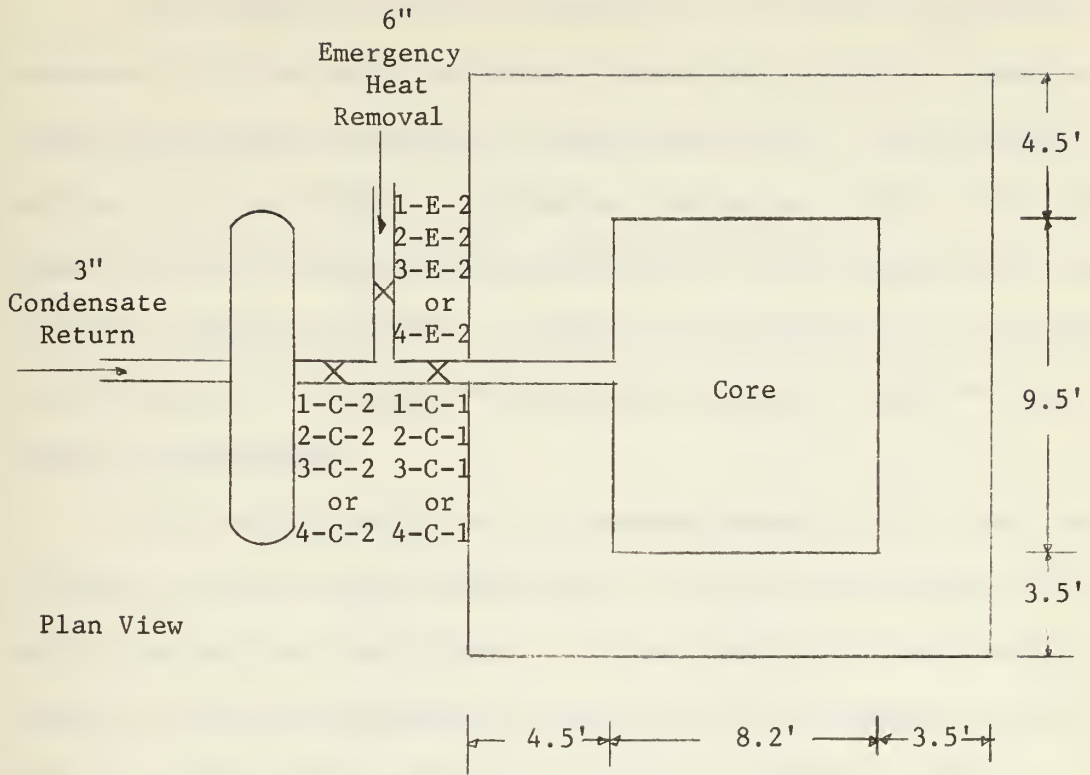 6"
Emergency
Heat
Removal
4.5'
1-E-2
2-E-2
3-E-2
or
4-E-2
3"
Condensate
Return
Core
9.5'
1-C-2 1-C-1
2-C-2 2-C-1
3-C-2 3-C-1
or or
4-C-2 4-C-1
3.5'
Plan View
4.5' 8.2' 3.5'